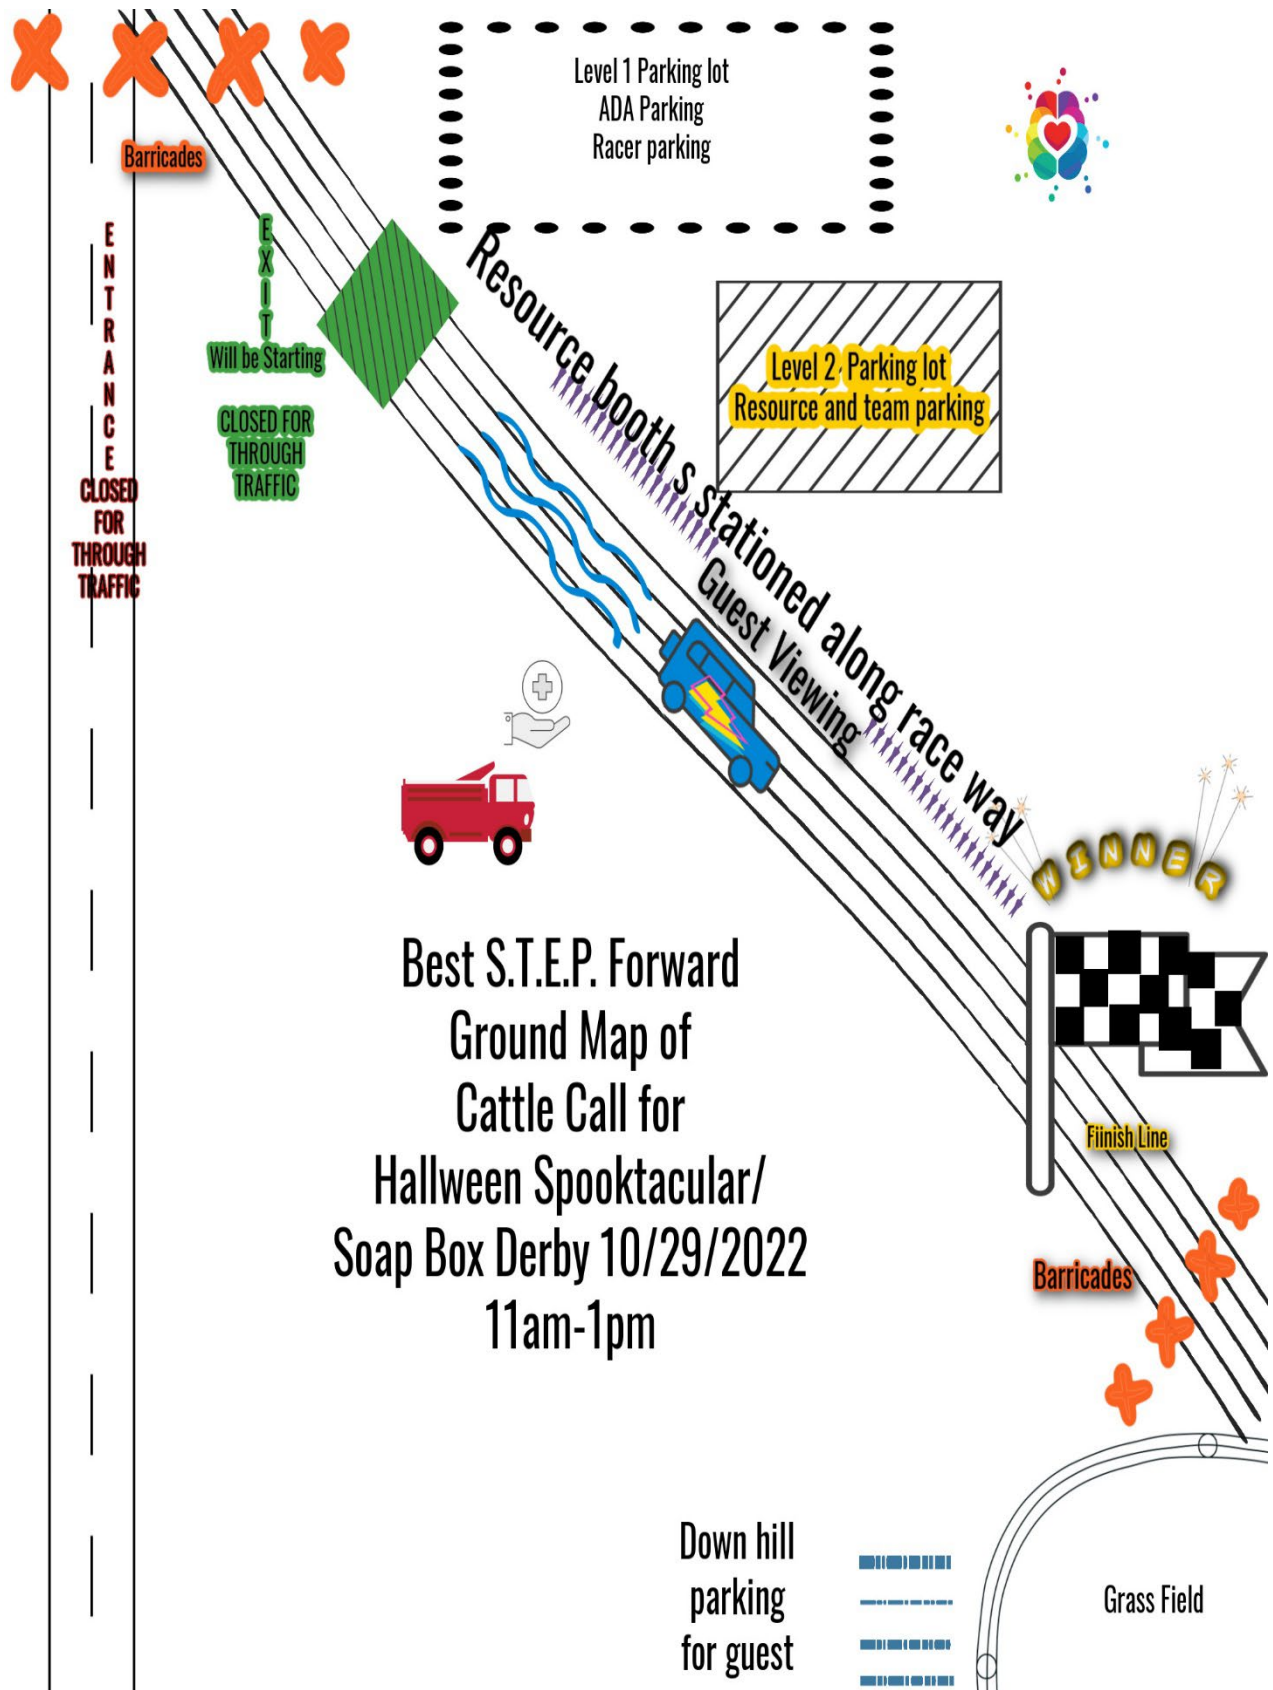 Level 1 Parking lot
ADA Parking
Racer parking
Barricades
ENTRANCE
CLOSED
FOR
THROUGH
TRAFFIC
EXIT
Will be Starting
CLOSED FOR
THROUGH
TRAFFIC
Resource booth s stationed along race way
Level 2 Parking lot
Resource and team parking
Guest Viewing
WINNER
Best S.T.E.P. Forward
Ground Map of
Cattle Call for
Hallween Spooktacular/
Soap Box Derby 10/29/2022
11am-1pm
Fiinish Line
Barricades
Down hill
parking
for guest
Grass Field